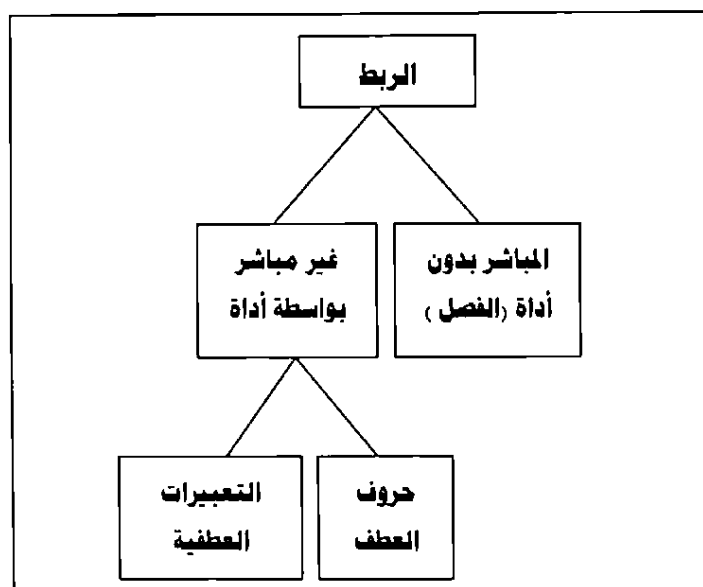 الربط
المباشر بدون
أداة (الفصل)
غير مباشر
بواسطة أداة
حروف
العطف
التعبيرات
العطفية